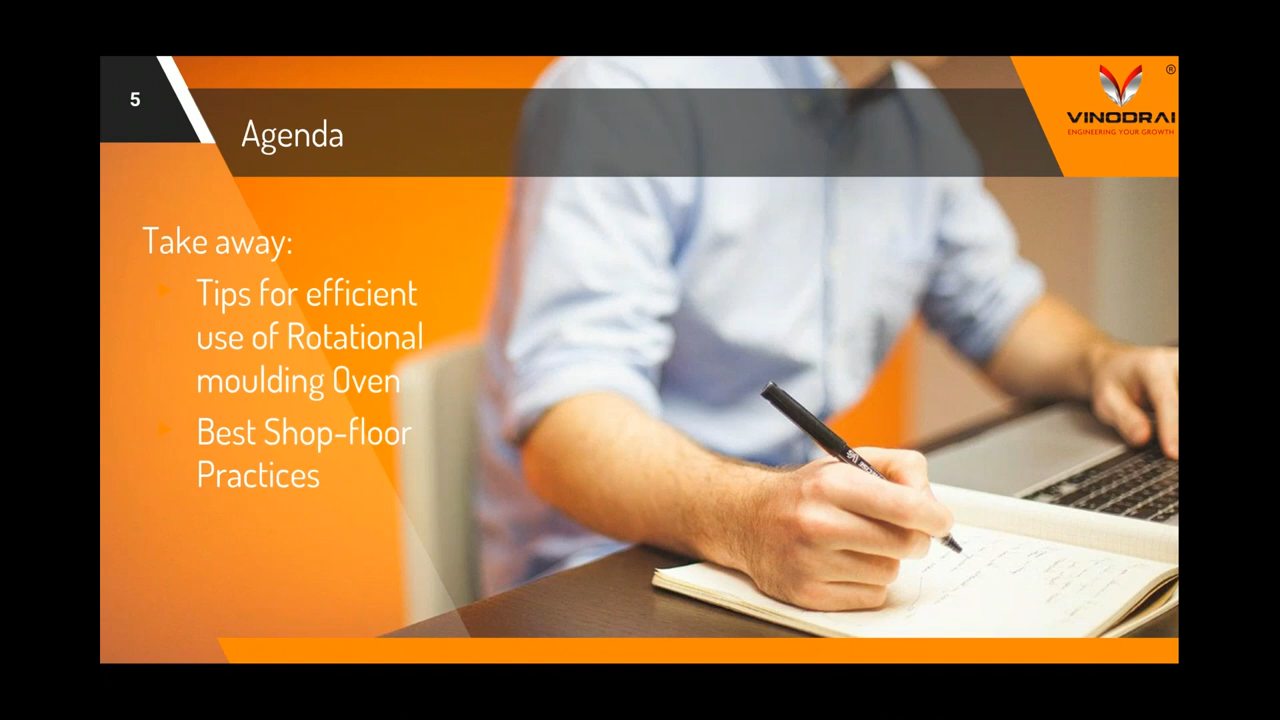 5
Agenda
®
VINODRAI
ENGINEERING YOUR GROWTH
Take away:
Tips for efficient
use of Rotational
moulding Oven
Best Shop-floor
Practices